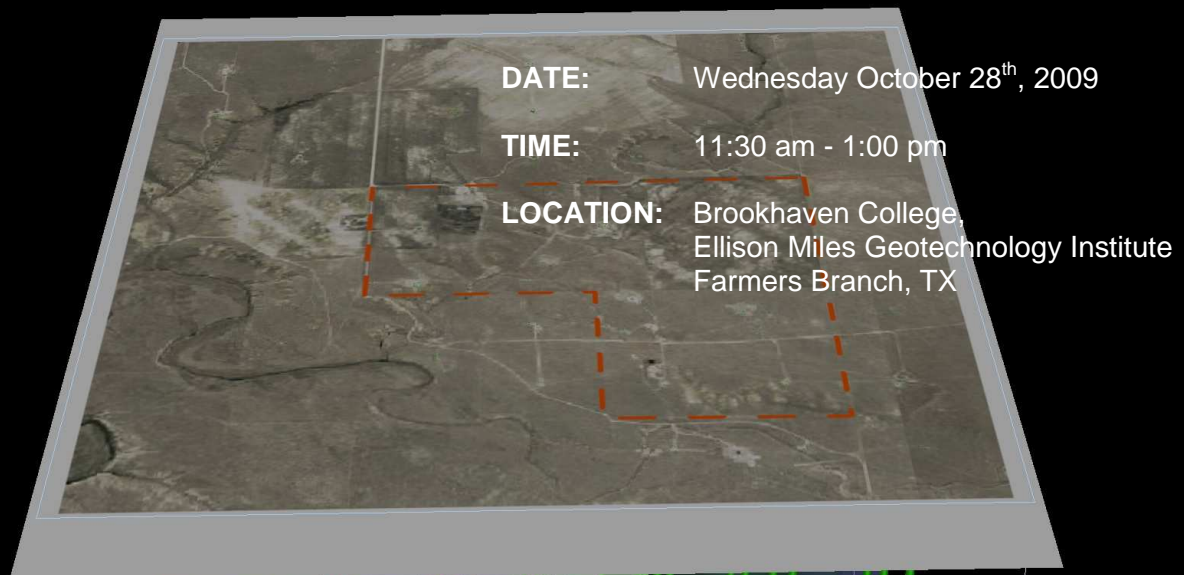 DATE: Wednesday October 28th, 2009
TIME: 11:30 am - 1:00 pm
LOCATION: Brookhaven College,
Ellison Miles Geotechnology Institute
Farmers Branch, TX